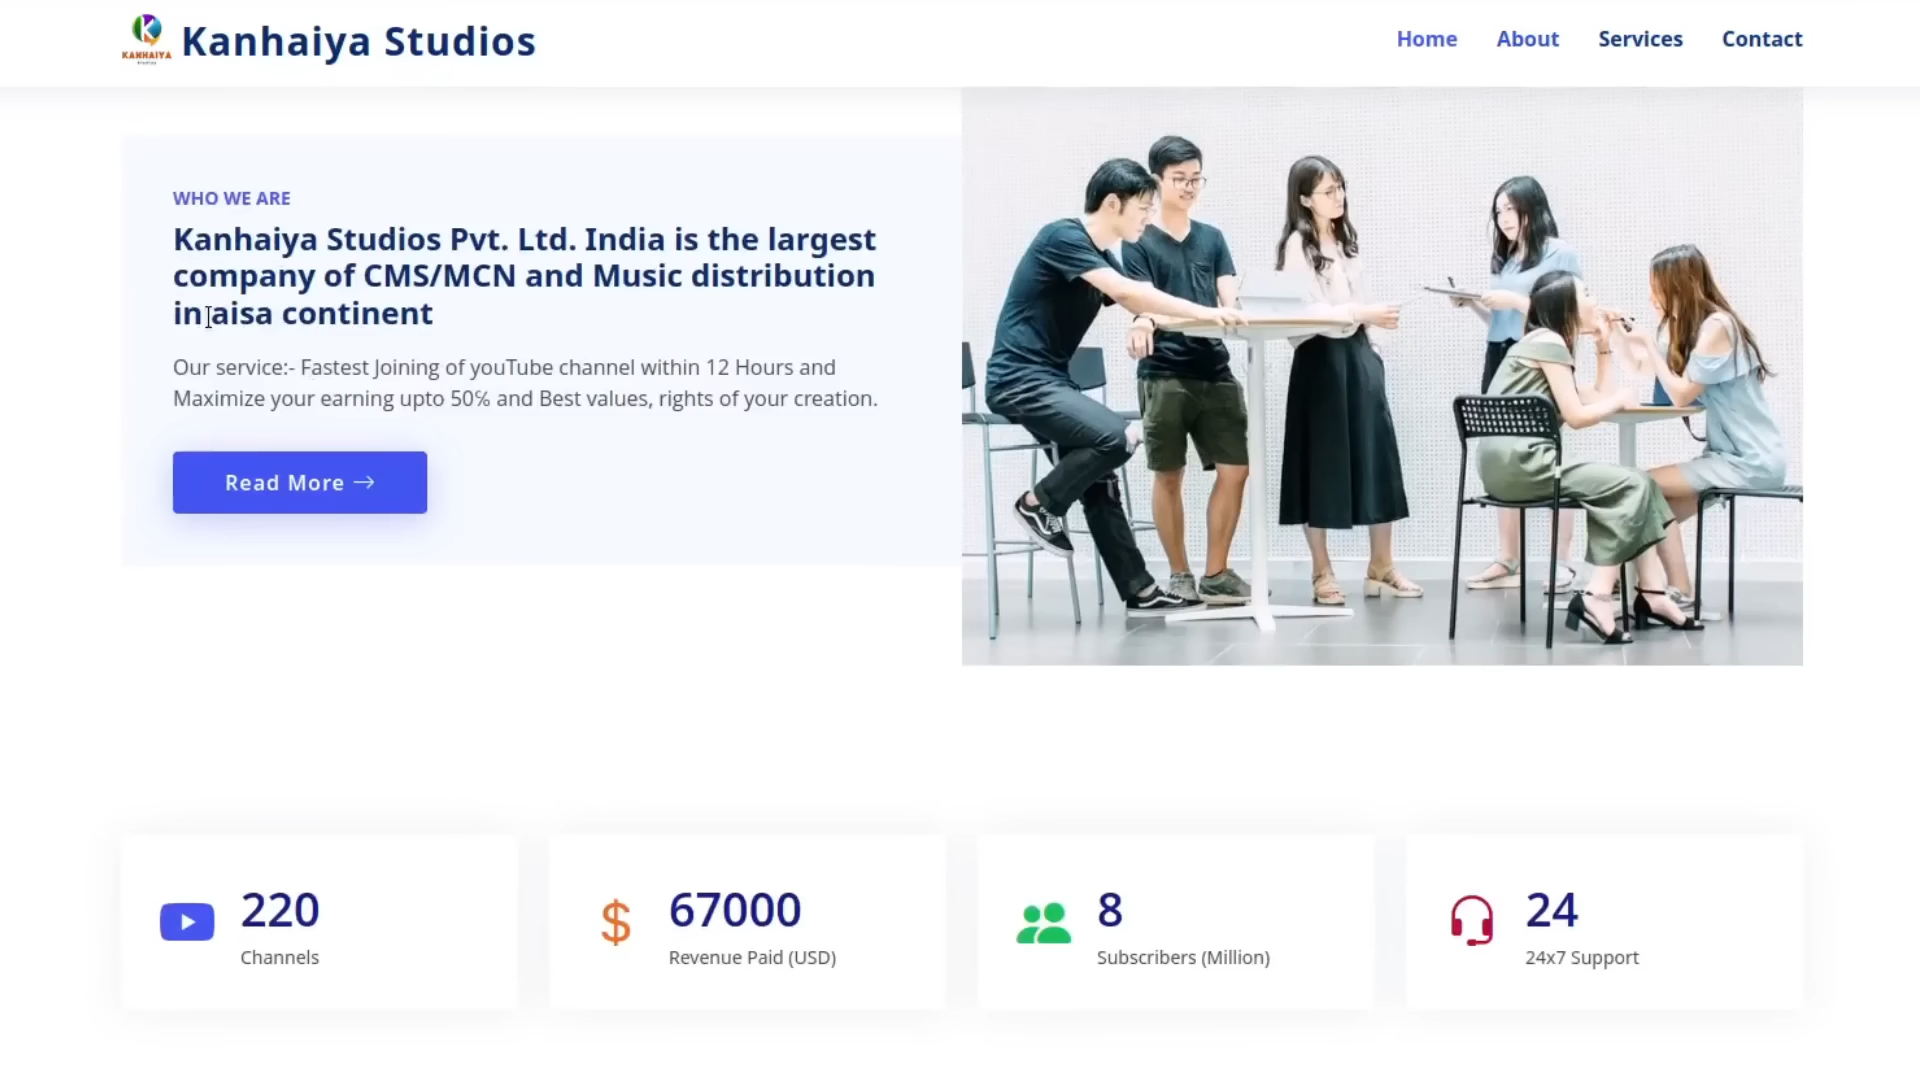 KANHAIYA
Studios
Kanhaiya Studios
Home
About
Services
Contact
WHO WE ARE
Kanhaiya Studios Pvt. Ltd. India is the largest
company of CMS/MCN and Music distribution
in aisa continent
Our service:- Fastest Joining of youTube channel within 12 Hours and
Maximize your earning upto 50% and Best values, rights of your creation.
Read More →
220
Channels
$
67000
Revenue Paid (USD)
8
Subscribers (Million)
24
24x7 Support